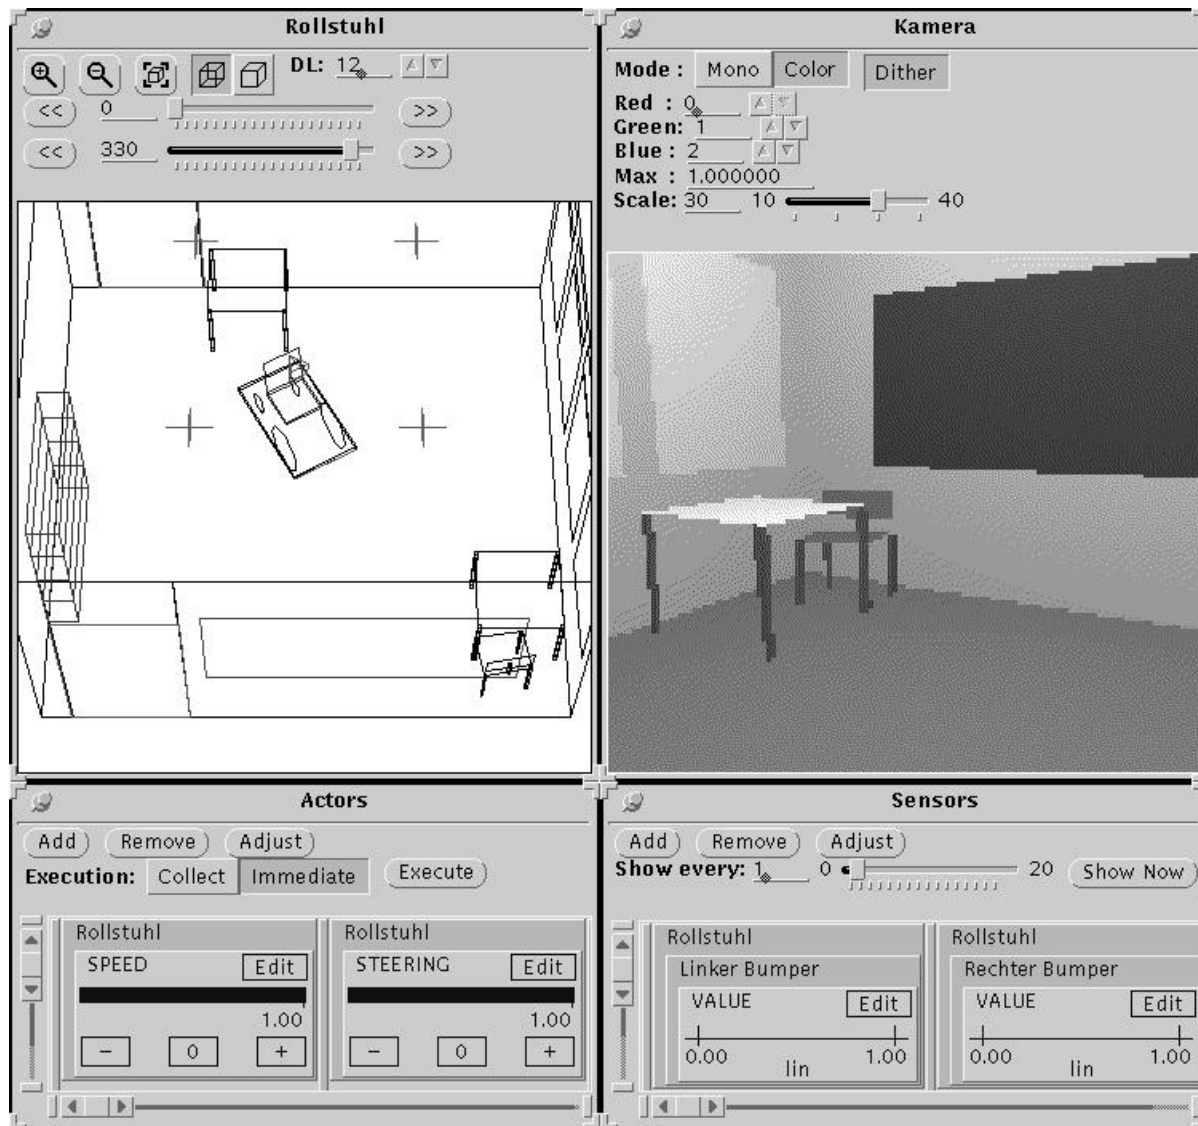 Rollstuhl
DL: 12
<< 0 >>
<< 330 >>
Kamera
Mode : Mono Color Dither
Red : 0
Green: 1
Blue : 2
Max : 1.000000
Scale: 30 10 40
Actors
Add Remove Adjust
Execution: Collect Immediate Execute
Rollstuhl Rollstuhl
SPEED Edit STEERING Edit
1.00 1.00
– 0 + – 0 +
Sensors
Add Remove Adjust
Show every: 1 0 20 Show Now
Rollstuhl Rollstuhl
Linker Bumper Rechter Bumper
VALUE Edit VALUE Edit
0.00 1.00 0.00 1.00
lin lin